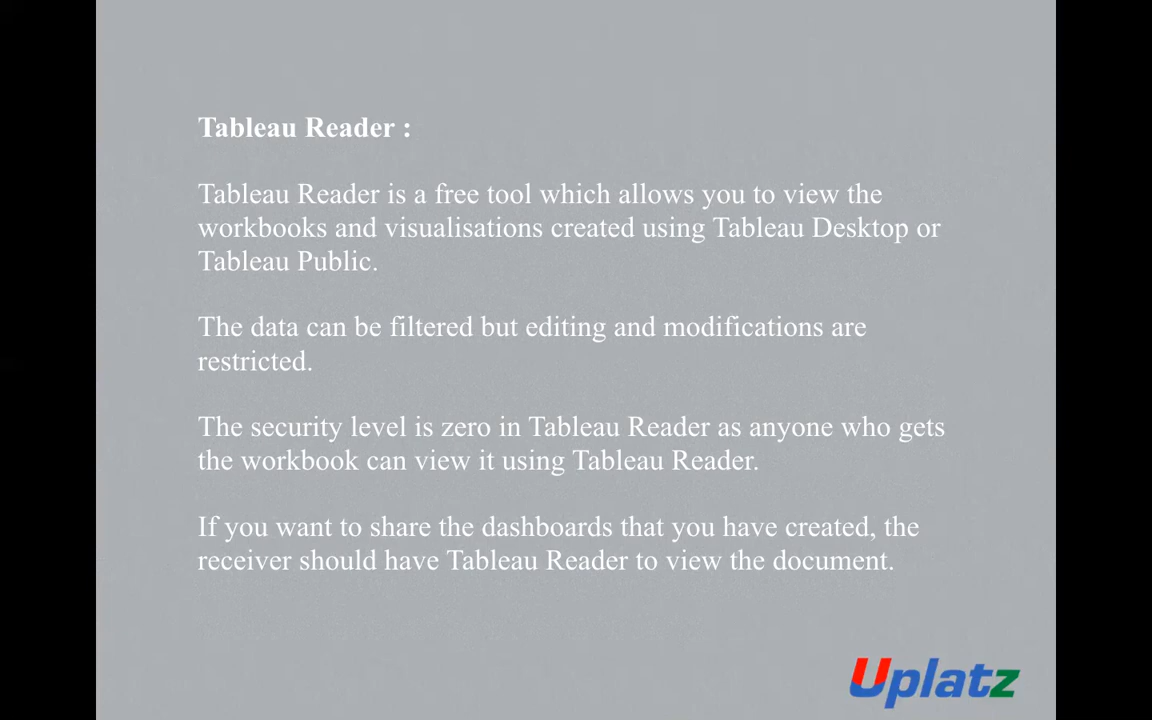 Tableau Reader :
Tableau Reader is a free tool which allows you to view the
workbooks and visualisations created using Tableau Desktop or
Tableau Public.
The data can be filtered but editing and modifications are
restricted.
The security level is zero in Tableau Reader as anyone who gets
the workbook can view it using Tableau Reader.
If you want to share the dashboards that you have created, the
receiver should have Tableau Reader to view the document.
Uplatz